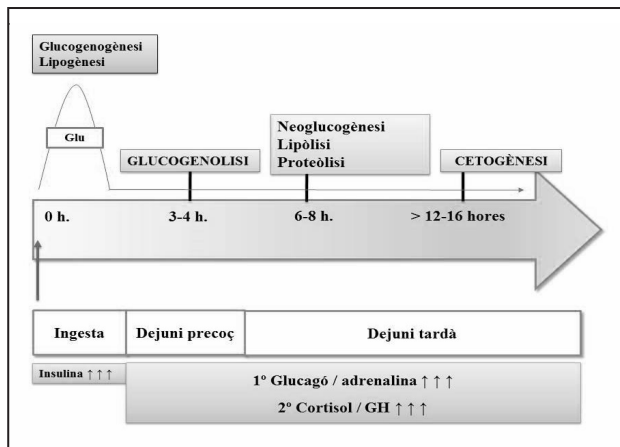 Glucogenogènesi
Lipogènesi
Glu
GLUCOGENOLISI
Neoglucogènesi
Lipòlisi
Proteòlisi
CETOGÈNESI
0 h.
3-4 h.
6-8 h.
> 12-16 hores
Ingesta
Dejuni precoç
Dejuni tardà
Insulina ↑ ↑ ↑
1º Glucagó / adrenalina ↑ ↑ ↑
2º Cortisol / GH ↑ ↑ ↑